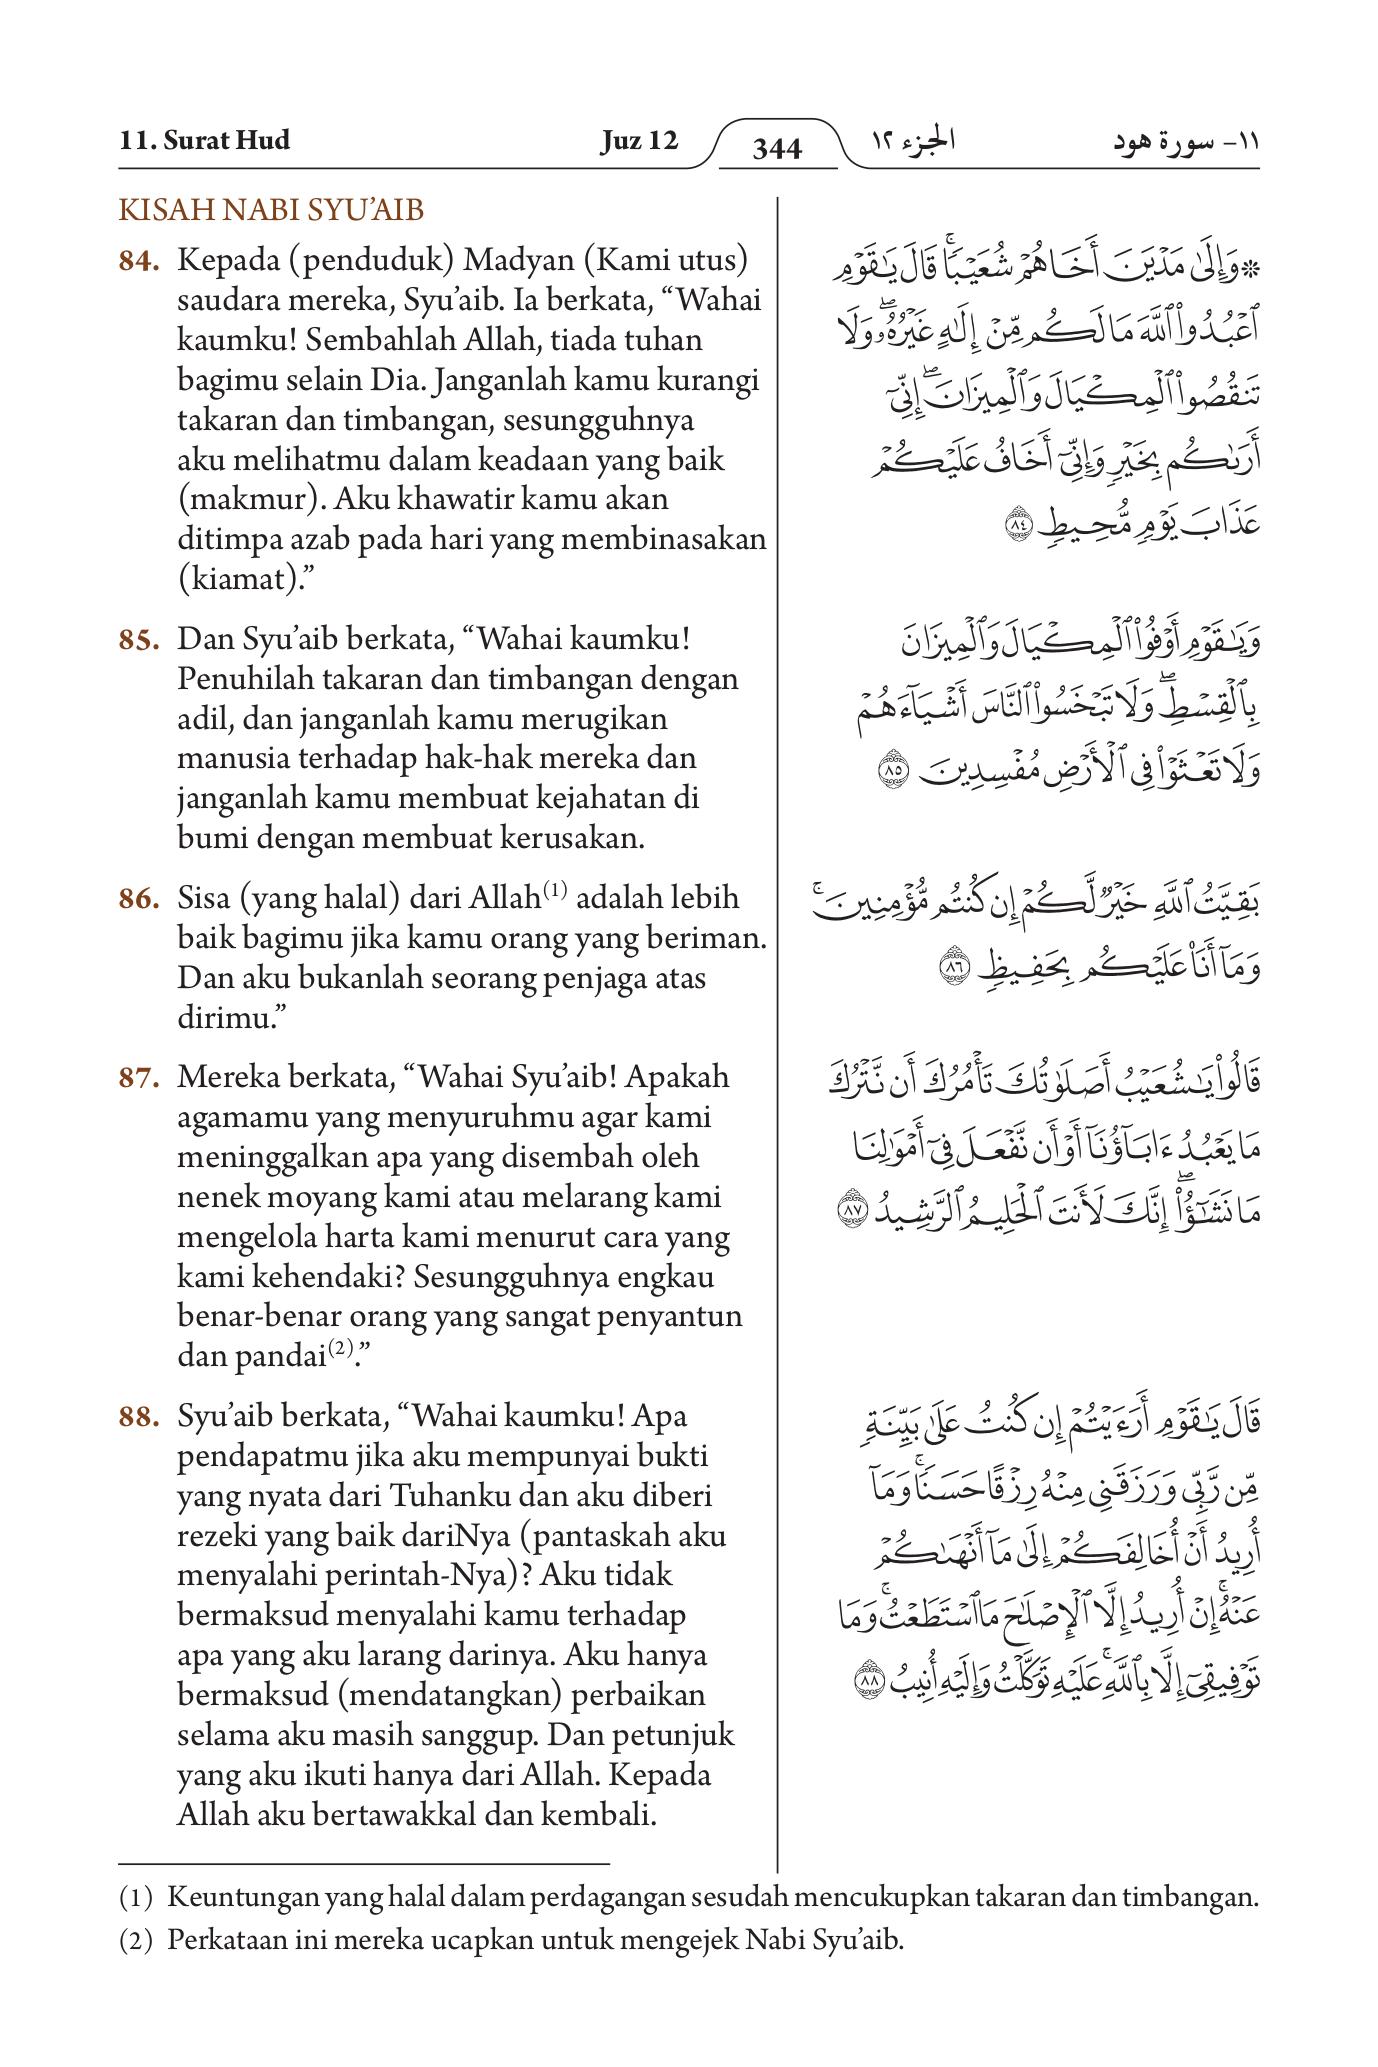 11. Surat Hud
Juz 12
344
الجزء ١٢
١١- سورة هود
KISAH NABI SYU’AIB
84. Kepada (penduduk) Madyan (Kami utus)
saudara mereka, Syu’aib. Ia berkata, “Wahai
kaumku! Sembahlah Allah, tiada tuhan
bagimu selain Dia. Janganlah kamu kurangi
takaran dan timbangan, sesungguhnya
aku melihatmu dalam keadaan yang baik
(makmur). Aku khawatir kamu akan
ditimpa azab pada hari yang membinasakan
(kiamat).”
85. Dan Syu’aib berkata, “Wahai kaumku!
Penuhilah takaran dan timbangan dengan
adil, dan janganlah kamu merugikan
manusia terhadap hak-hak mereka dan
janganlah kamu membuat kejahatan di
bumi dengan membuat kerusakan.
86. Sisa (yang halal) dari Allah(1) adalah lebih
baik bagimu jika kamu orang yang beriman.
Dan aku bukanlah seorang penjaga atas
dirimu.”
87. Mereka berkata, “Wahai Syu’aib! Apakah
agamamu yang menyuruhmu agar kami
meninggalkan apa yang disembah oleh
nenek moyang kami atau melarang kami
mengelola harta kami menurut cara yang
kami kehendaki? Sesungguhnya engkau
benar-benar orang yang sangat penyantun
dan pandai(2).”
88. Syu’aib berkata, “Wahai kaumku! Apa
pendapatmu jika aku mempunyai bukti
yang nyata dari Tuhanku dan aku diberi
rezeki yang baik dariNya (pantaskah aku
menyalahi perintah-Nya)? Aku tidak
bermaksud menyalahi kamu terhadap
apa yang aku larang darinya. Aku hanya
bermaksud (mendatangkan) perbaikan
selama aku masih sanggup. Dan petunjuk
yang aku ikuti hanya dari Allah. Kepada
Allah aku bertawakkal dan kembali.
۞وَإِلَىٰ مَدۡيَنَ أَخَاهُمۡ شُعَيۡبٗاۚ قَالَ يَٰقَوۡمِ
ٱعۡبُدُواْ ٱللَّهَ مَا لَكُم مِّنۡ إِلَٰهٍ غَيۡرُهُۥۖ وَلَا
تَنقُصُواْ ٱلۡمِكۡيَالَ وَٱلۡمِيزَانَۖ إِنِّيٓ
أَرَىٰكُم بِخَيۡرٖ وَإِنِّيٓ أَخَافُ عَلَيۡكُمۡ
عَذَابَ يَوۡمٖ مُّحِيطٖ ٨٤
وَيَٰقَوۡمِ أَوۡفُواْ ٱلۡمِكۡيَالَ وَٱلۡمِيزَانَ
بِٱلۡقِسۡطِۖ وَلَا تَبۡخَسُواْ ٱلنَّاسَ أَشۡيَآءَهُمۡ
وَلَا تَعۡثَوۡاْ فِي ٱلۡأَرۡضِ مُفۡسِدِينَ ٨٥
بَقِيَّتُ ٱللَّهِ خَيۡرٞ لَّكُمۡ إِن كُنتُم مُّؤۡمِنِينَۚ
وَمَآ أَنَا۠ عَلَيۡكُم بِحَفِيظٖ ٨٦
قَالُواْ يَٰشُعَيۡبُ أَصَلَوٰتُكَ تَأۡمُرُكَ أَن نَّتۡرُكَ
مَا يَعۡبُدُ ءَابَآؤُنَآ أَوۡ أَن نَّفۡعَلَ فِيٓ أَمۡوَٰلِنَا
مَا نَشَٰٓؤُاْۖ إِنَّكَ لَأَنتَ ٱلۡحَلِيمُ ٱلرَّشِيدُ ٨٧
قَالَ يَٰقَوۡمِ أَرَءَيۡتُمۡ إِن كُنتُ عَلَىٰ بَيِّنَةٖ
مِّن رَّبِّي وَرَزَقَنِي مِنۡهُ رِزۡقًا حَسَنٗاۚ وَمَآ
أُرِيدُ أَنۡ أُخَالِفَكُمۡ إِلَىٰ مَآ أَنۡهَىٰكُمۡ
عَنۡهُۚ إِنۡ أُرِيدُ إِلَّا ٱلۡإِصۡلَٰحَ مَا ٱسۡتَطَعۡتُۚ وَمَا
تَوۡفِيقِيٓ إِلَّا بِٱللَّهِۚ عَلَيۡهِ تَوَكَّلۡتُ وَإِلَيۡهِ أُنِيبُ ٨٨
(1) Keuntungan yang halal dalam perdagangan sesudah mencukupkan takaran dan timbangan.
(2) Perkataan ini mereka ucapkan untuk mengejek Nabi Syu’aib.